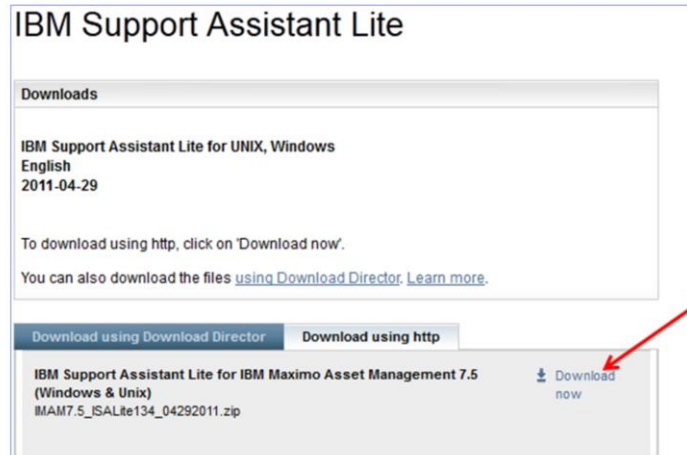 IBM Support Assistant Lite
Downloads
IBM Support Assistant Lite for UNIX, Windows
English
2011-04-29
To download using http, click on 'Download now'.
You can also download the files using Download Director. Learn more.
Download using Download Director
Download using http
IBM Support Assistant Lite for IBM Maximo Asset Management 7.5
(Windows & Unix)
IMAM7.5_ISALite134_04292011.zip
Download
now